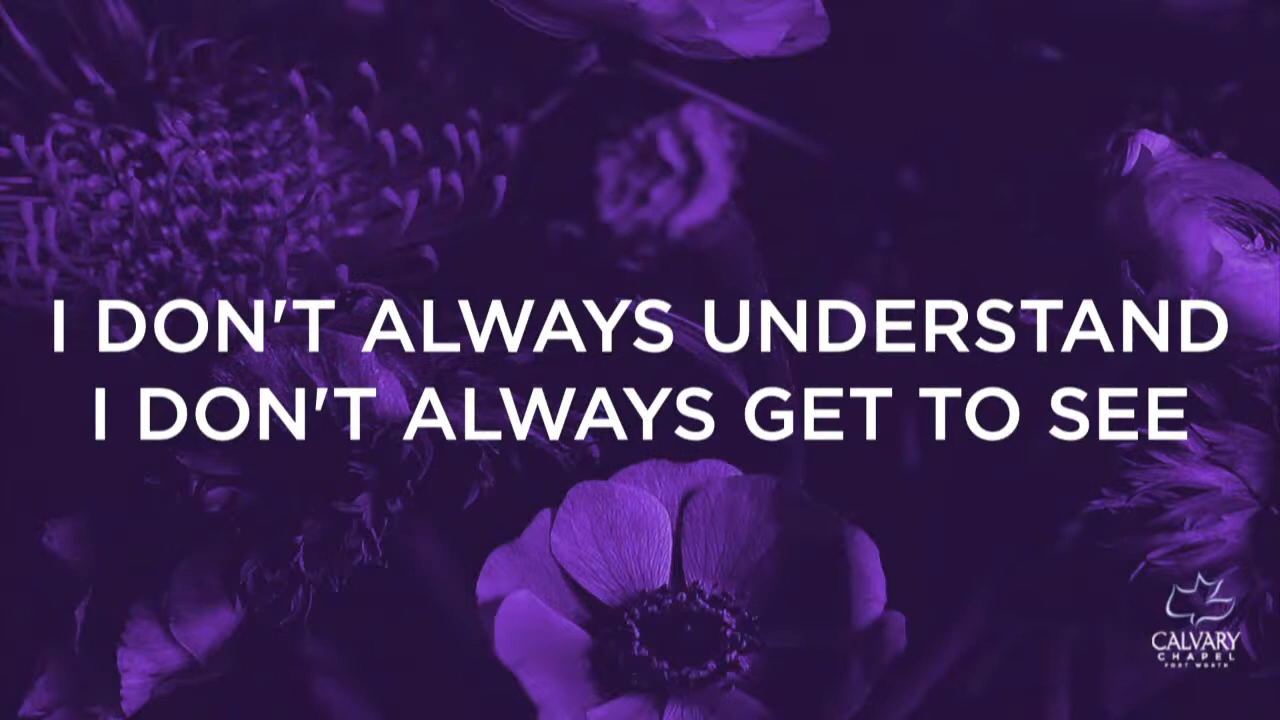 I DON'T ALWAYS UNDERSTAND
I DON'T ALWAYS GET TO SEE
CALVARY
CHAPEL
FORT WORTH